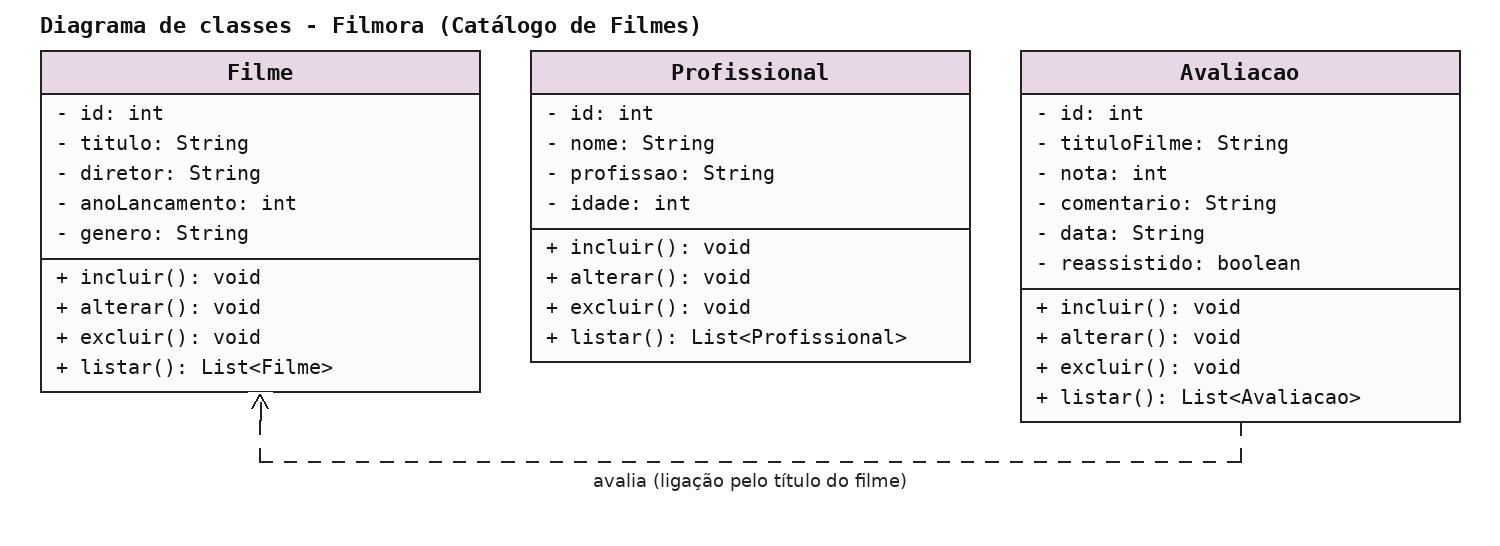 Diagrama de classes - Filmora (Catálogo de Filmes)
Filme
- id: int
- titulo: String
- diretor: String
- anoLancamento: int
- genero: String
+ incluir(): void
+ alterar(): void
+ excluir(): void
+ listar(): List<Filme>
Profissional
- id: int
- nome: String
- profissao: String
- idade: int
+ incluir(): void
+ alterar(): void
+ excluir(): void
+ listar(): List<Profissional>
Avaliacao
- id: int
- tituloFilme: String
- nota: int
- comentario: String
- data: String
- reassistido: boolean
+ incluir(): void
+ alterar(): void
+ excluir(): void
+ listar(): List<Avaliacao>
avalia (ligação pelo título do filme)